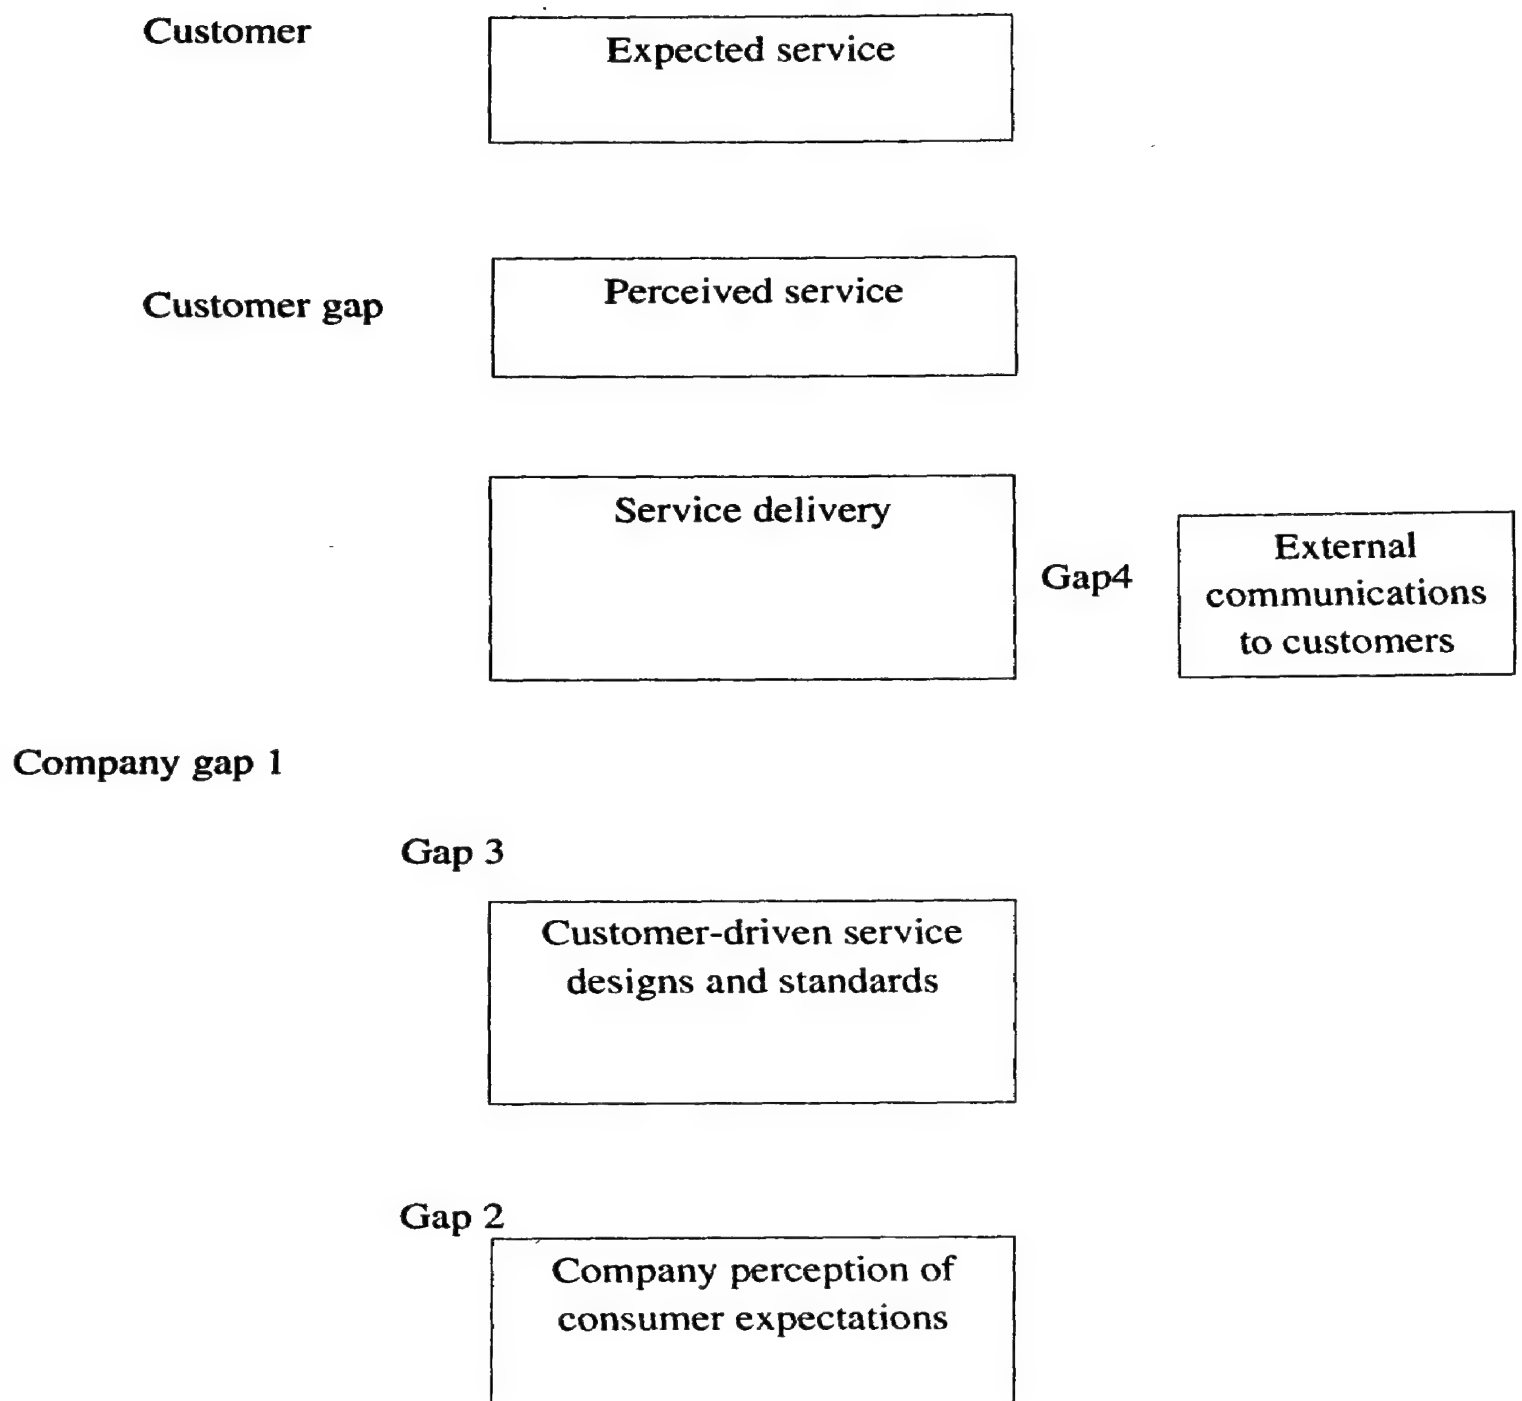 Customer
Expected service
Customer gap
Perceived service
Service delivery
Gap4
External
communications
to customers
Company gap 1
Gap 3
Customer-driven service
designs and standards
Gap 2
Company perception of
consumer expectations